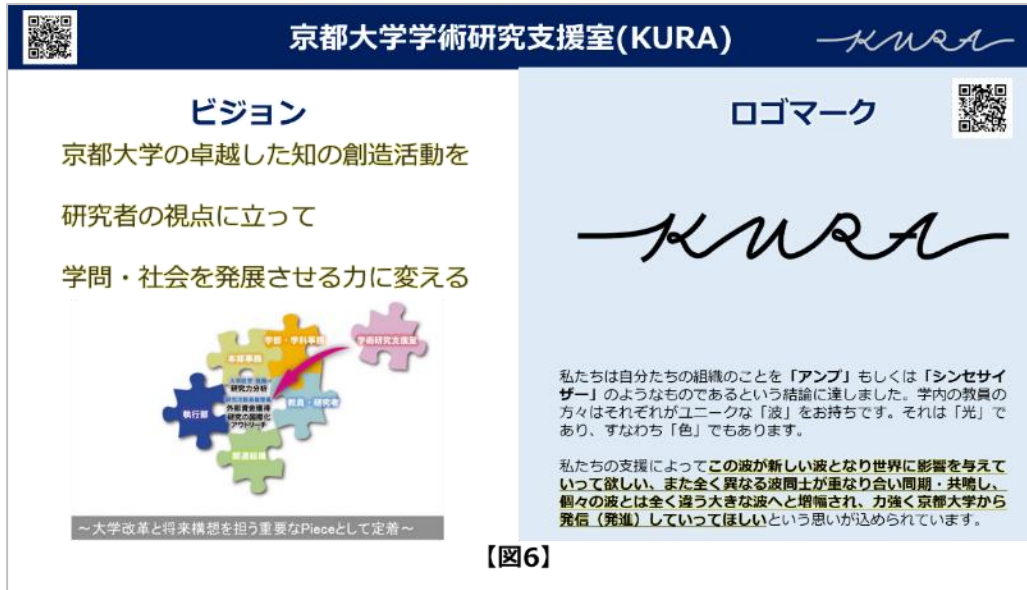 京都大学学術研究支援室(KURA)
KURA
ビジョン
京都大学の卓越した知の創造活動を
研究者の視点に立って
学問・社会を発展させる力に変える
学部・学科事務
学術研究支援室
本部事務
研究力分析
執行部
外部資金獲得
研究の国際化
アウトリーチ
教員・研究者
関連組織
～大学改革と将来構想を担う重要なPieceとして定着～
ロゴマーク
KURA
私たちは自分たちの組織のことを「アンプ」もしくは「シンセサイ
ザー」のようなものであるという結論に達しました。学内の教員の
方々はそれぞれがユニークな「波」をお持ちです。それは「光」で
あり、すなわち「色」でもあります。
私たちの支援によってこの波が新しい波となり世界に影響を与えて
いって欲しい、また全く異なる波同士が重なり合い同期・共鳴し、
個々の波とは全く違う大きな波へと増幅され、力強く京都大学から
発信（発進）していってほしいという思いが込められています。
【図6】